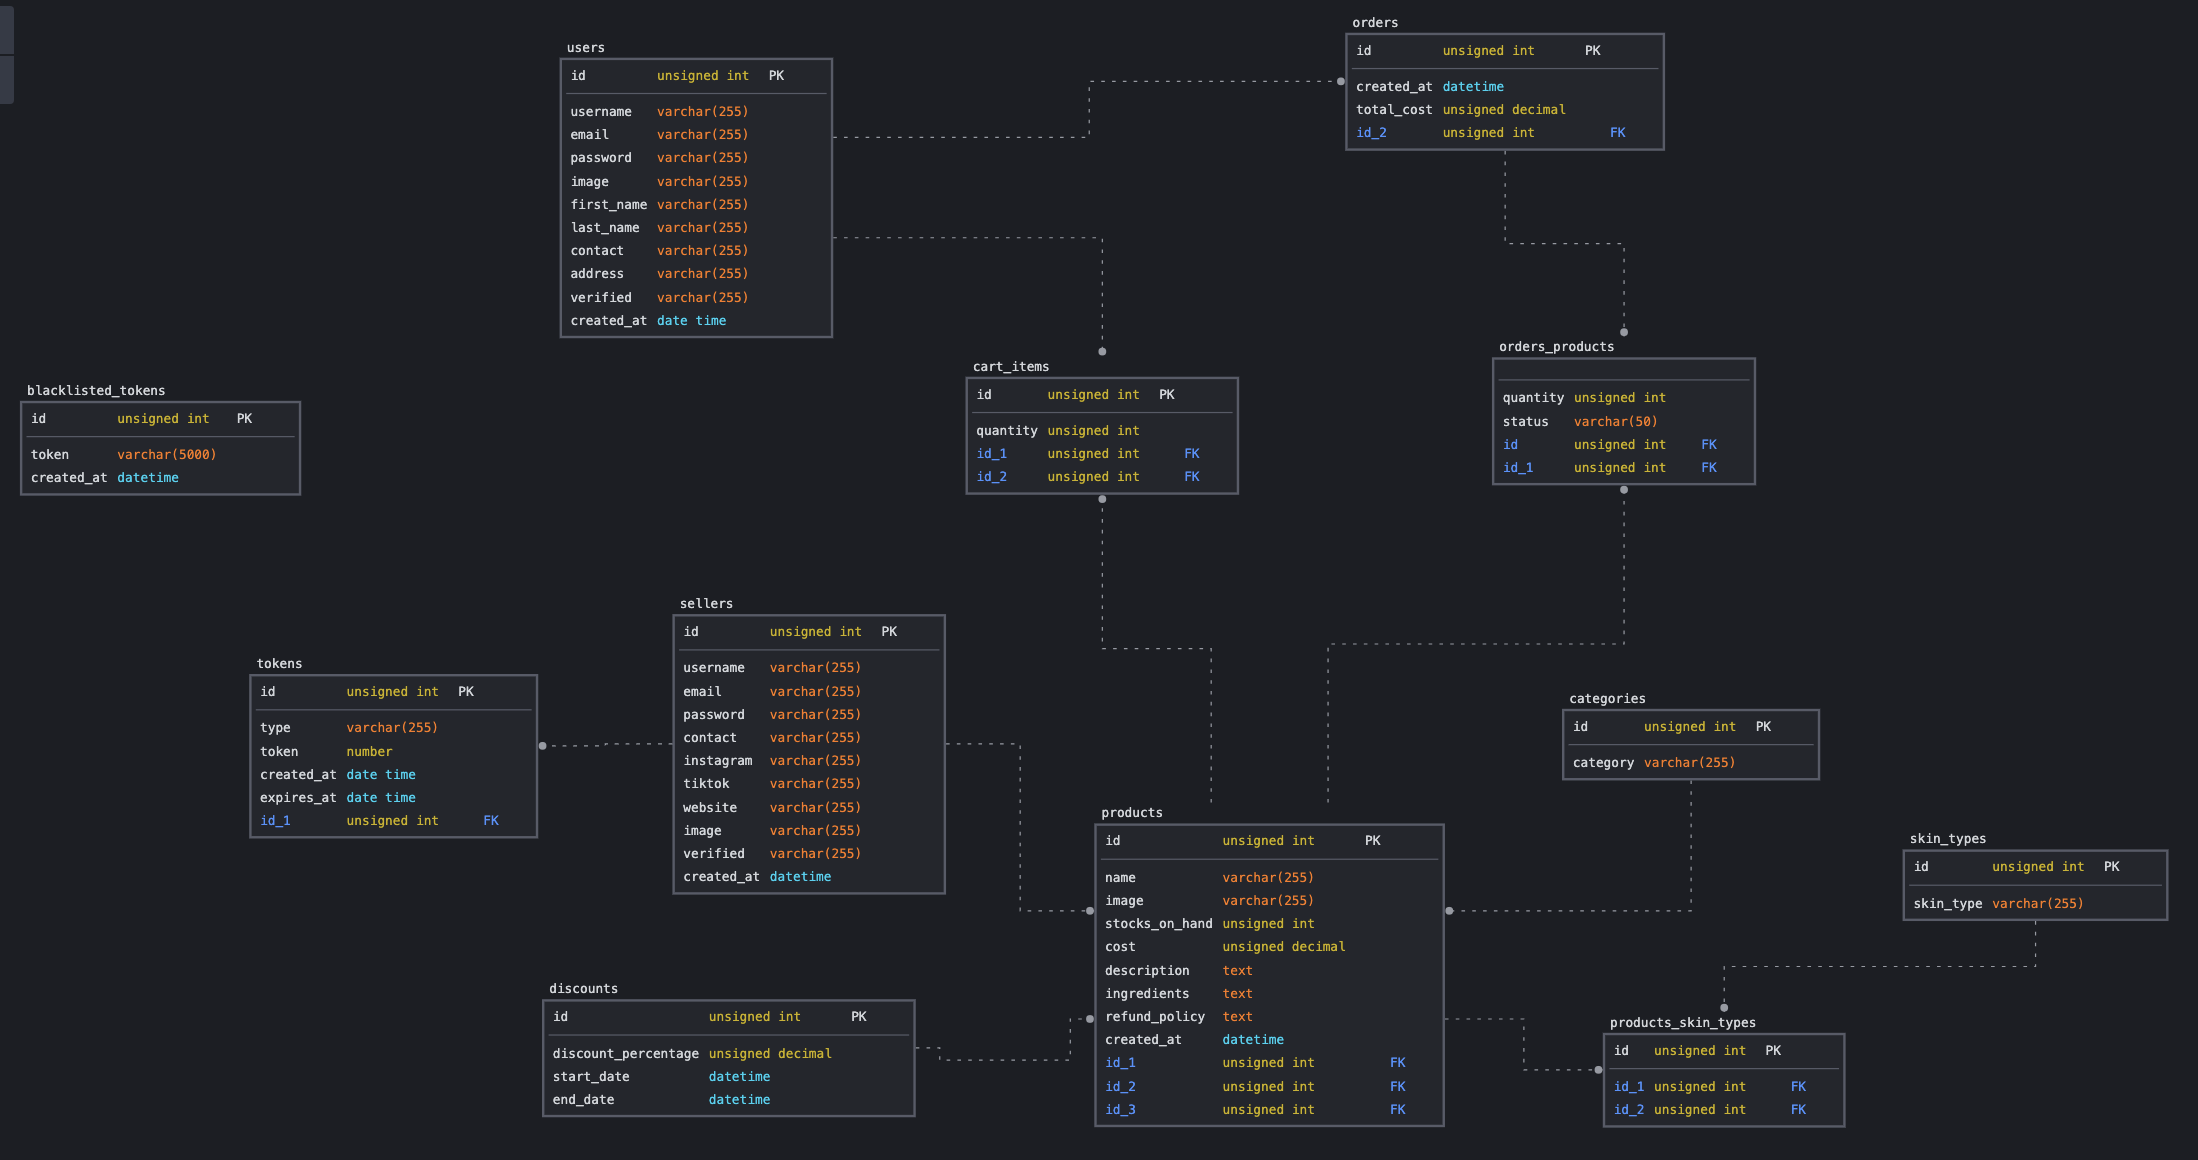 users
id unsigned int PK
username varchar(255)
email varchar(255)
password varchar(255)
image varchar(255)
first_name varchar(255)
last_name varchar(255)
contact varchar(255)
address varchar(255)
verified varchar(255)
created_at date time
orders
id unsigned int PK
created_at datetime
total_cost unsigned decimal
id_2 unsigned int FK
blacklisted_tokens
id unsigned int PK
token varchar(5000)
created_at datetime
cart_items
id unsigned int PK
quantity unsigned int
id_1 unsigned int FK
id_2 unsigned int FK
orders_products
quantity unsigned int
status varchar(50)
id unsigned int FK
id_1 unsigned int FK
tokens
id unsigned int PK
type varchar(255)
token number
created_at date time
expires_at date time
id_1 unsigned int FK
sellers
id unsigned int PK
username varchar(255)
email varchar(255)
password varchar(255)
contact varchar(255)
instagram varchar(255)
tiktok varchar(255)
website varchar(255)
image varchar(255)
verified varchar(255)
created_at datetime
categories
id unsigned int PK
category varchar(255)
products
id unsigned int PK
name varchar(255)
image varchar(255)
stocks_on_hand unsigned int
cost unsigned decimal
description text
ingredients text
refund_policy text
created_at datetime
id_1 unsigned int FK
id_2 unsigned int FK
id_3 unsigned int FK
skin_types
id unsigned int PK
skin_type varchar(255)
discounts
id unsigned int PK
discount_percentage unsigned decimal
start_date datetime
end_date datetime
products_skin_types
id unsigned int PK
id_1 unsigned int FK
id_2 unsigned int FK